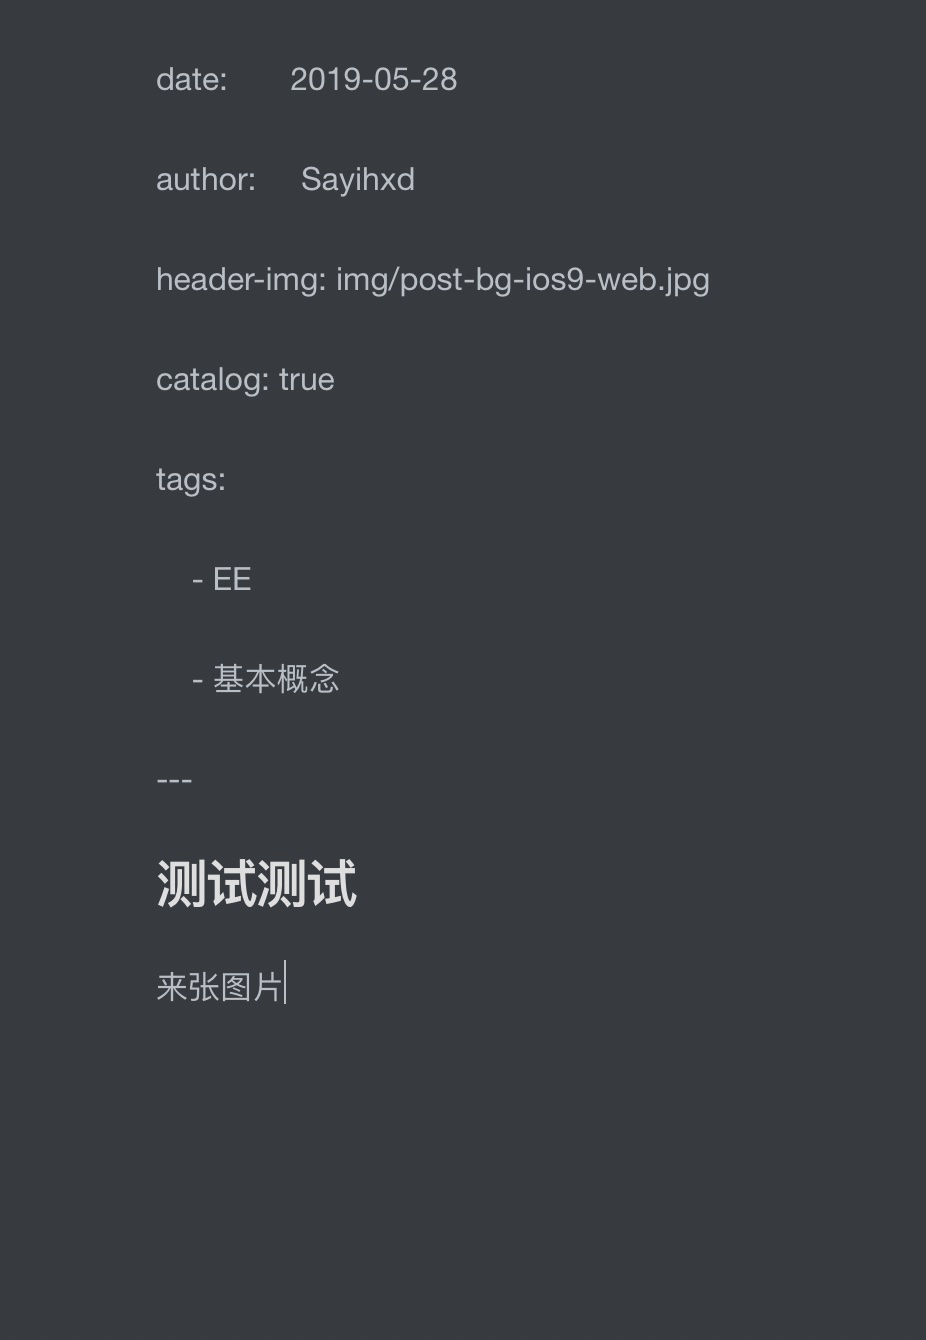 date:       2019-05-28
author:     Sayihxd
header-img: img/post-bg-ios9-web.jpg
catalog: true
tags:
    - EE
    - 基本概念
---
测试测试
来张图片